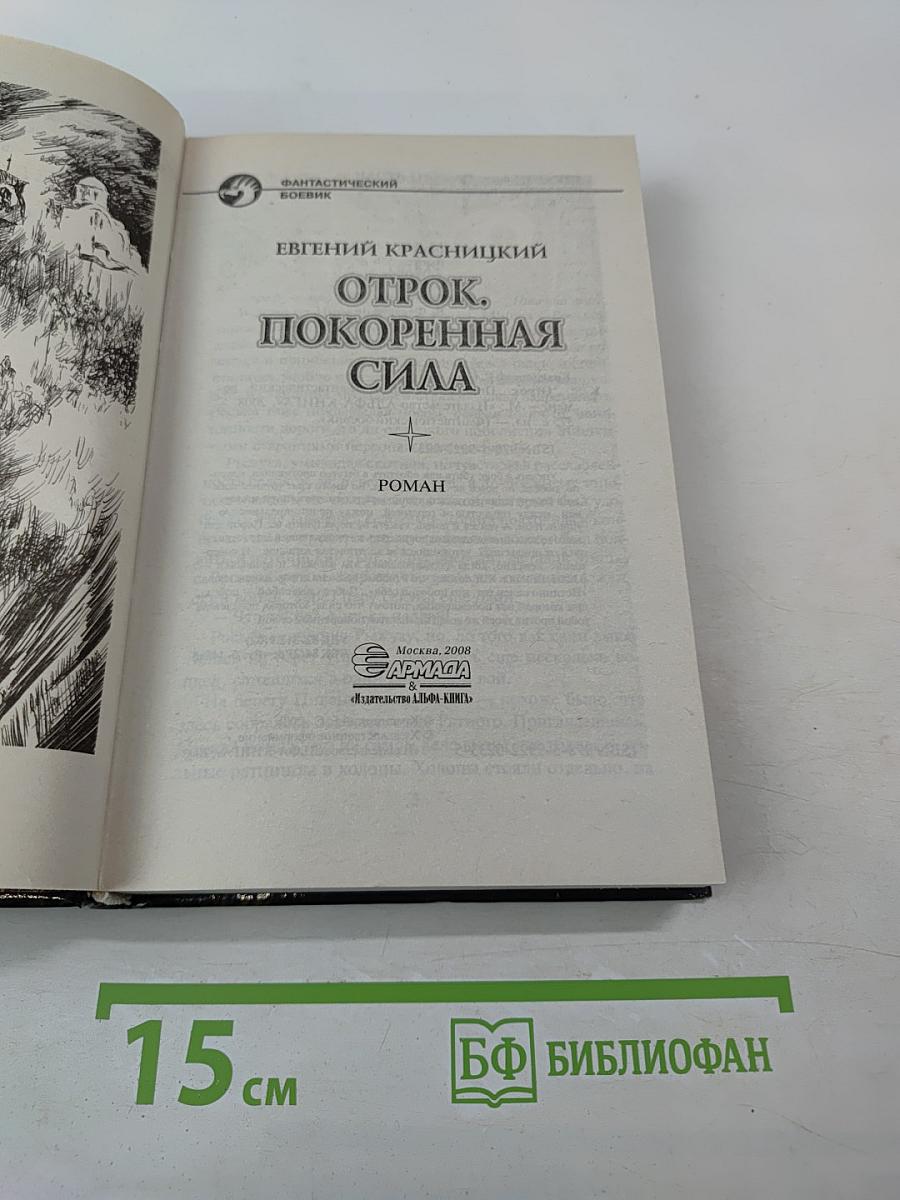 ФАНТАСТИЧЕСКИЙ
БОЕВИК
ЕВГЕНИЙ КРАСНИЦКИЙ
ОТРОК.
ПОКОРЕННАЯ
СИЛА
РОМАН
Москва, 2008
АРМАДА
&
«Издательство АЛЬФА-КНИГА»
15 см
БФ БИБЛИОФАН